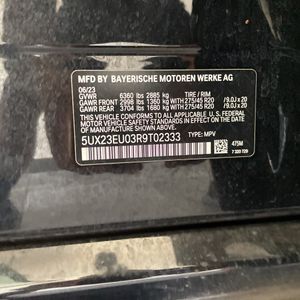 MFD BY BAYERISCHE MOTOREN WERKE AG
06/23
GVWR 6360 lbs 2885 kg TIRE / RIM
GAWR FRONT 2998 lbs 1360 kg WITH 275/45 R20 /9.0J x 20
GAWR REAR 3704 lbs 1680 kg WITH 275/45 R20 /9.0J x 20
THIS VEHICLE CONFORMS TO ALL APPLICABLE
U.S. FEDERAL MOTOR VEHICLE SAFETY
STANDARDS IN EFFECT ON THE DATE OF
MANUFACTURE SHOWN ABOVE.
5UX23EU03R9T02333 TYPE: MPV
475M